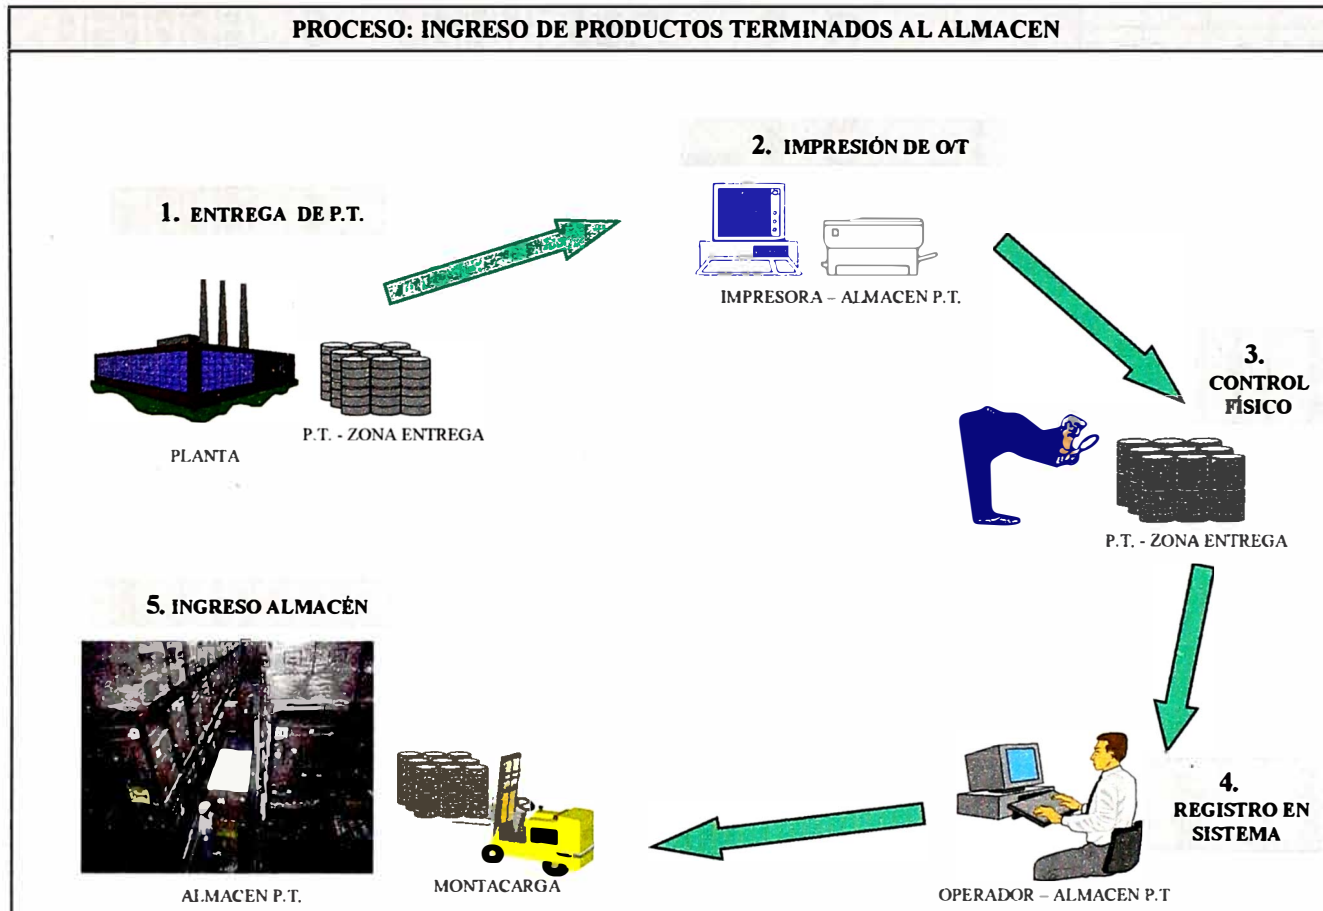 PROCESO: INGRESO DE PRODUCTOS TERMINADOS AL ALMACEN
1. ENTREGA DE P.T.
PLANTA
P.T. - ZONA ENTREGA
2. IMPRESIÓN DE O/T
IMPRESORA – ALMACEN P.T.
3.
CONTROL
FÍSICO
P.T. - ZONA ENTREGA
4.
REGISTRO EN
SISTEMA
OPERADOR – ALMACEN P.T
5. INGRESO ALMACÉN
ALMACEN P.T.
MONTACARGA